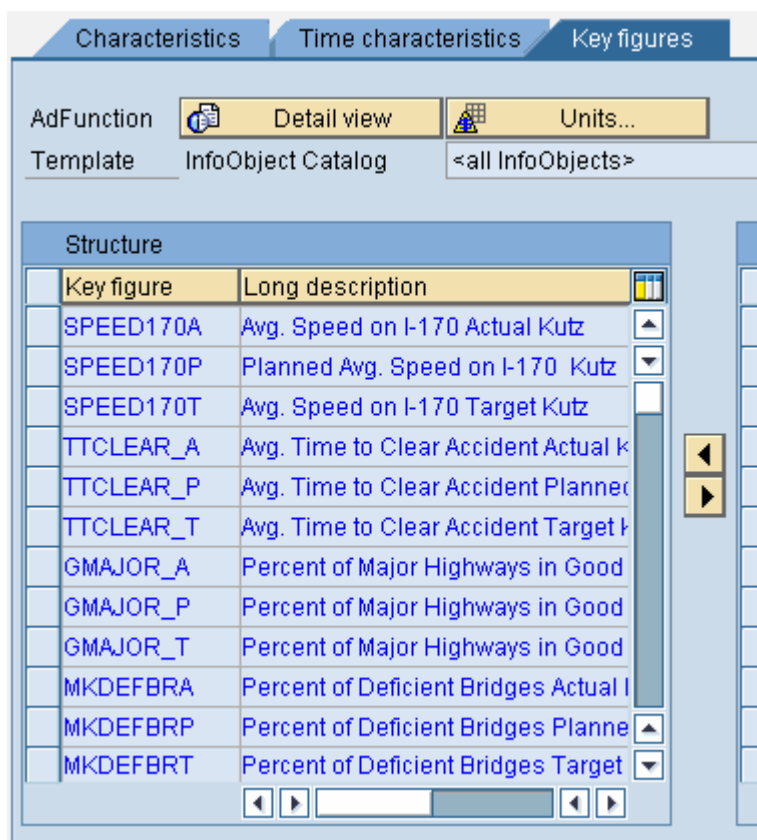 Characteristics Time characteristics Key figures
AdFunction Detail view Units...
Template InfoObject Catalog <all InfoObjects>
Structure
Key figure Long description
SPEED170A Avg. Speed on I-170 Actual Kutz
SPEED170P Planned Avg. Speed on I-170 Kutz
SPEED170T Avg. Speed on I-170 Target Kutz
TTCLEAR_A Avg. Time to Clear Accident Actual K
TTCLEAR_P Avg. Time to Clear Accident Planned
TTCLEAR_T Avg. Time to Clear Accident Target K
GMAJOR_A Percent of Major Highways in Good
GMAJOR_P Percent of Major Highways in Good
GMAJOR_T Percent of Major Highways in Good
MKDEFBRA Percent of Deficient Bridges Actual
MKDEFBRP Percent of Deficient Bridges Planne
MKDEFBRT Percent of Deficient Bridges Target